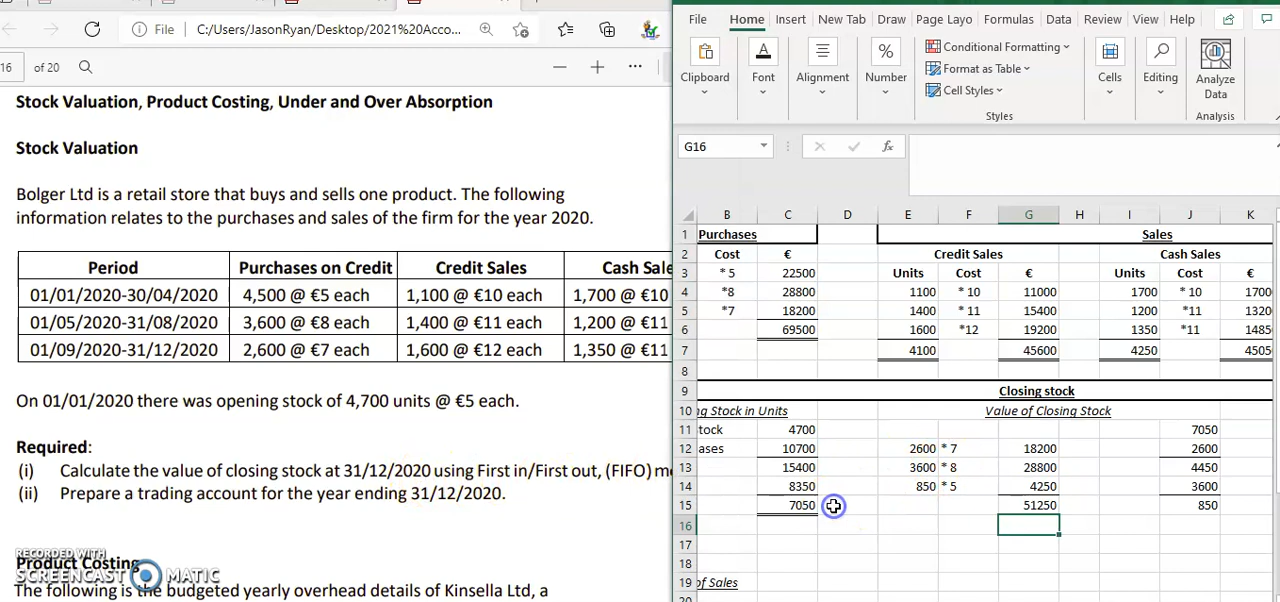 File C:/Users/JasonRyan/Desktop/2021%20Acco...
16 of 20
Stock Valuation, Product Costing, Under and Over Absorption
Stock Valuation
Bolger Ltd is a retail store that buys and sells one product. The following
information relates to the purchases and sales of the firm for the year 2020.
Period Purchases on Credit Credit Sales Cash Sale
01/01/2020-30/04/2020 4,500 @ €5 each 1,100 @ €10 each 1,700 @ €10
01/05/2020-31/08/2020 3,600 @ €8 each 1,400 @ €11 each 1,200 @ €11
01/09/2020-31/12/2020 2,600 @ €7 each 1,600 @ €12 each 1,350 @ €11
On 01/01/2020 there was opening stock of 4,700 units @ €5 each.
Required:
(i) Calculate the value of closing stock at 31/12/2020 using First in/First out, (FIFO) m
(ii) Prepare a trading account for the year ending 31/12/2020.
Product Costing
The following is the budgeted yearly overhead details of Kinsella Ltd, a
RECORDED WITH
SCREENCAST MATIC
File Home Insert New Tab Draw Page Layo Formulas Data Review View Help
Clipboard Font Alignment % Number
Conditional Formatting
Format as Table
Cell Styles
Styles
Cells Editing Analyze Data
Analysis
G16 fx
B C D E F G H I J K
1 Purchases Sales
2 Cost € Credit Sales Cash Sales
3 * 5 22500 Units Cost € Units Cost €
4 *8 28800 1100 * 10 11000 1700 * 10 1700
5 *7 18200 1400 * 11 15400 1200 *11 1320
6 69500 1600 *12 19200 1350 *11 1485
7 4100 45600 4250 4505
8
9 Closing stock
10 g Stock in Units Value of Closing Stock
11 tock 4700 7050
12 ases 10700 2600 * 7 18200 2600
13 15400 3600 * 8 28800 4450
14 8350 850 * 5 4250 3600
15 7050 51250 850
16
17
18
19 of Sales
20